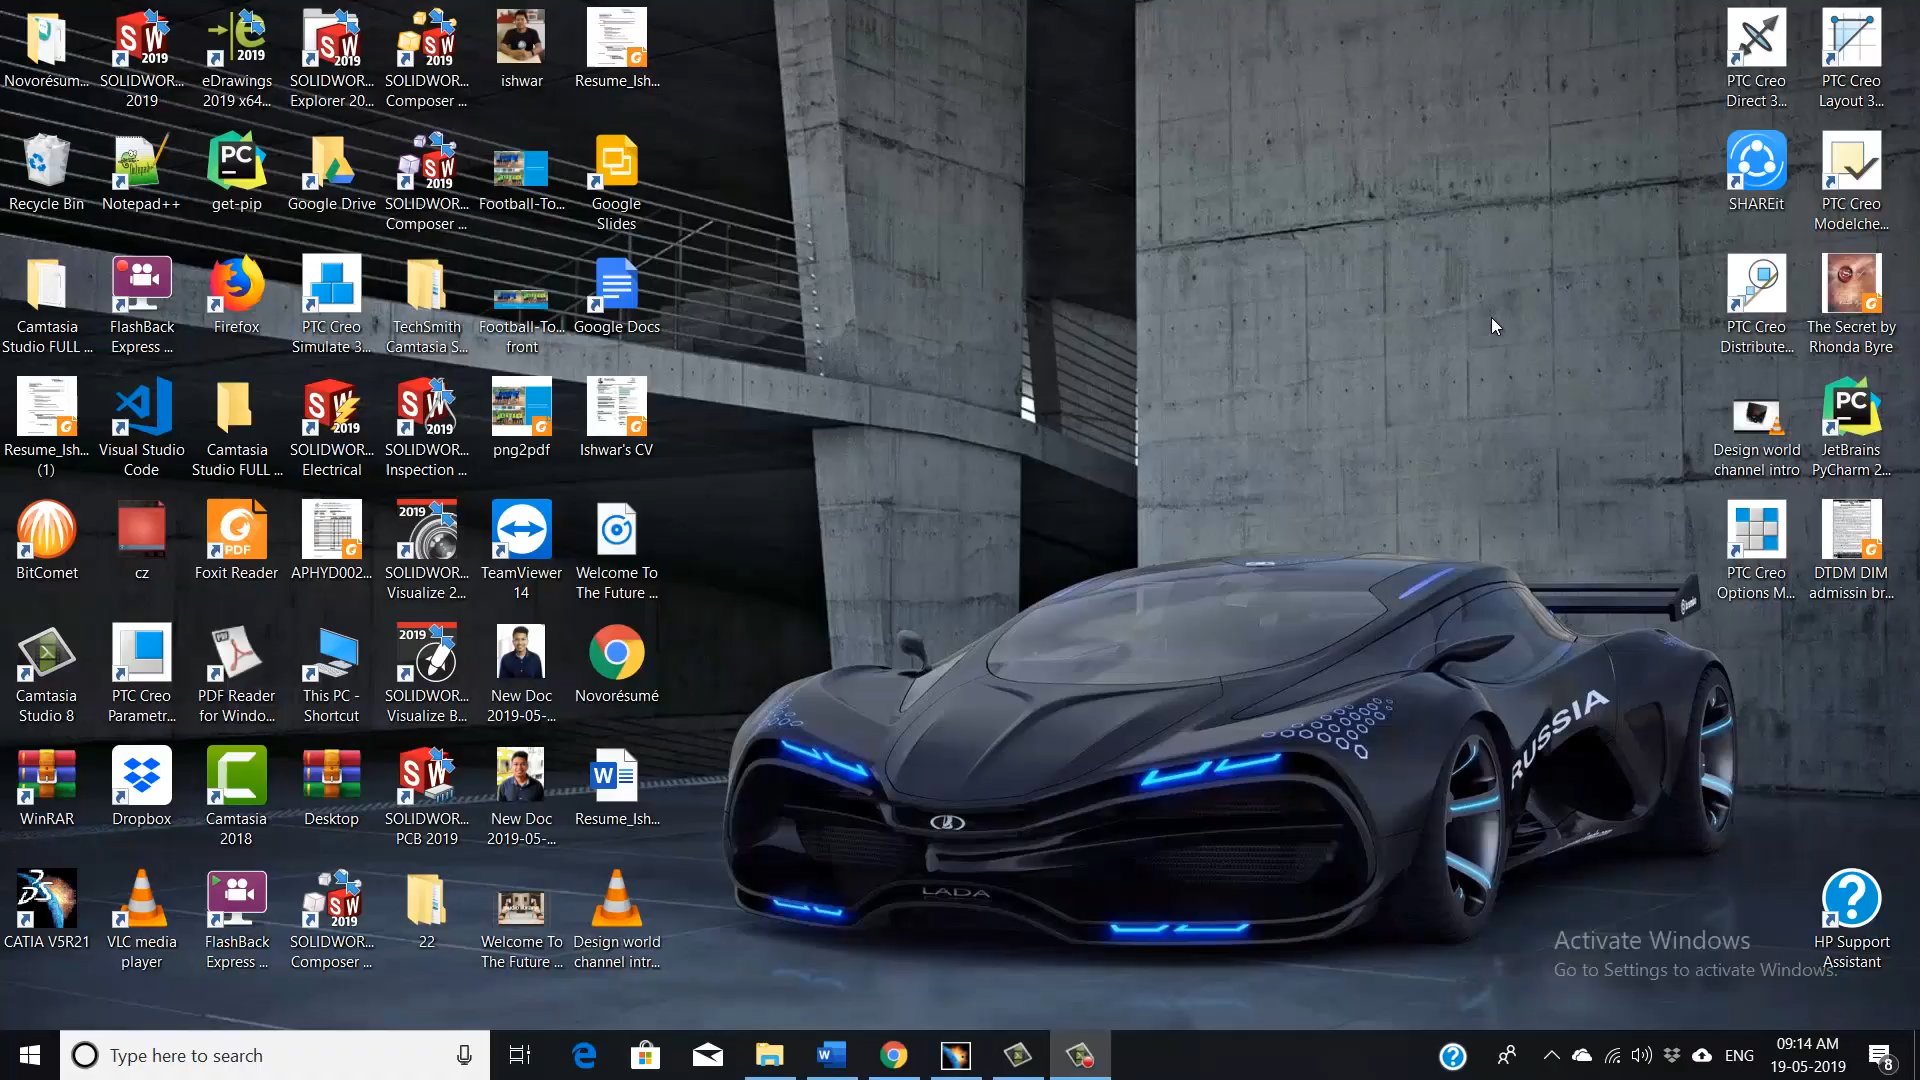 Novorésum...
SOLIDWOR...
2019
eDrawings
2019 x64...
SOLIDWOR...
Explorer 20...
SOLIDWOR...
Composer ...
ishwar
Resume_Ish...
PTC Creo
Direct 3...
PTC Creo
Layout 3...
Recycle Bin
Notepad++
get-pip
Google Drive
SOLIDWOR...
Composer ...
Football-To...
Google
Slides
SHAREit
PTC Creo
Modelche...
Camtasia
Studio FULL ...
FlashBack
Express ...
Firefox
PTC Creo
Simulate 3...
TechSmith
Camtasia S...
Football-To...
front
Google Docs
PTC Creo
Distribute...
The Secret by
Rhonda Byre
Resume_Ish...
(1)
Visual Studio
Code
Camtasia
Studio FULL ...
SOLIDWOR...
Electrical
SOLIDWOR...
Inspection ...
png2pdf
Ishwar's CV
Design world
channel intro
JetBrains
PyCharm 2...
BitComet
cz
Foxit Reader
APHYD002...
SOLIDWOR...
Visualize 2...
TeamViewer
14
Welcome To
The Future ...
PTC Creo
Options M...
DTDM DIM
admissin br...
Camtasia
Studio 8
PTC Creo
Parametr...
PDF Reader
for Windo...
This PC -
Shortcut
SOLIDWOR...
Visualize B...
New Doc
2019-05-...
Novorésumé
RUSSIA
WinRAR
Dropbox
Camtasia
2018
Desktop
SOLIDWOR...
PCB 2019
New Doc
2019-05-...
Resume_Ish...
LADA
CATIA V5R21
VLC media
player
FlashBack
Express ...
SOLIDWOR...
Composer ...
22
Welcome To
The Future ...
Design world
channel intr...
Activate Windows
Go to Settings to activate Windows.
HP Support
Assistant
Type here to search
ENG
09:14 AM
19-05-2019
8